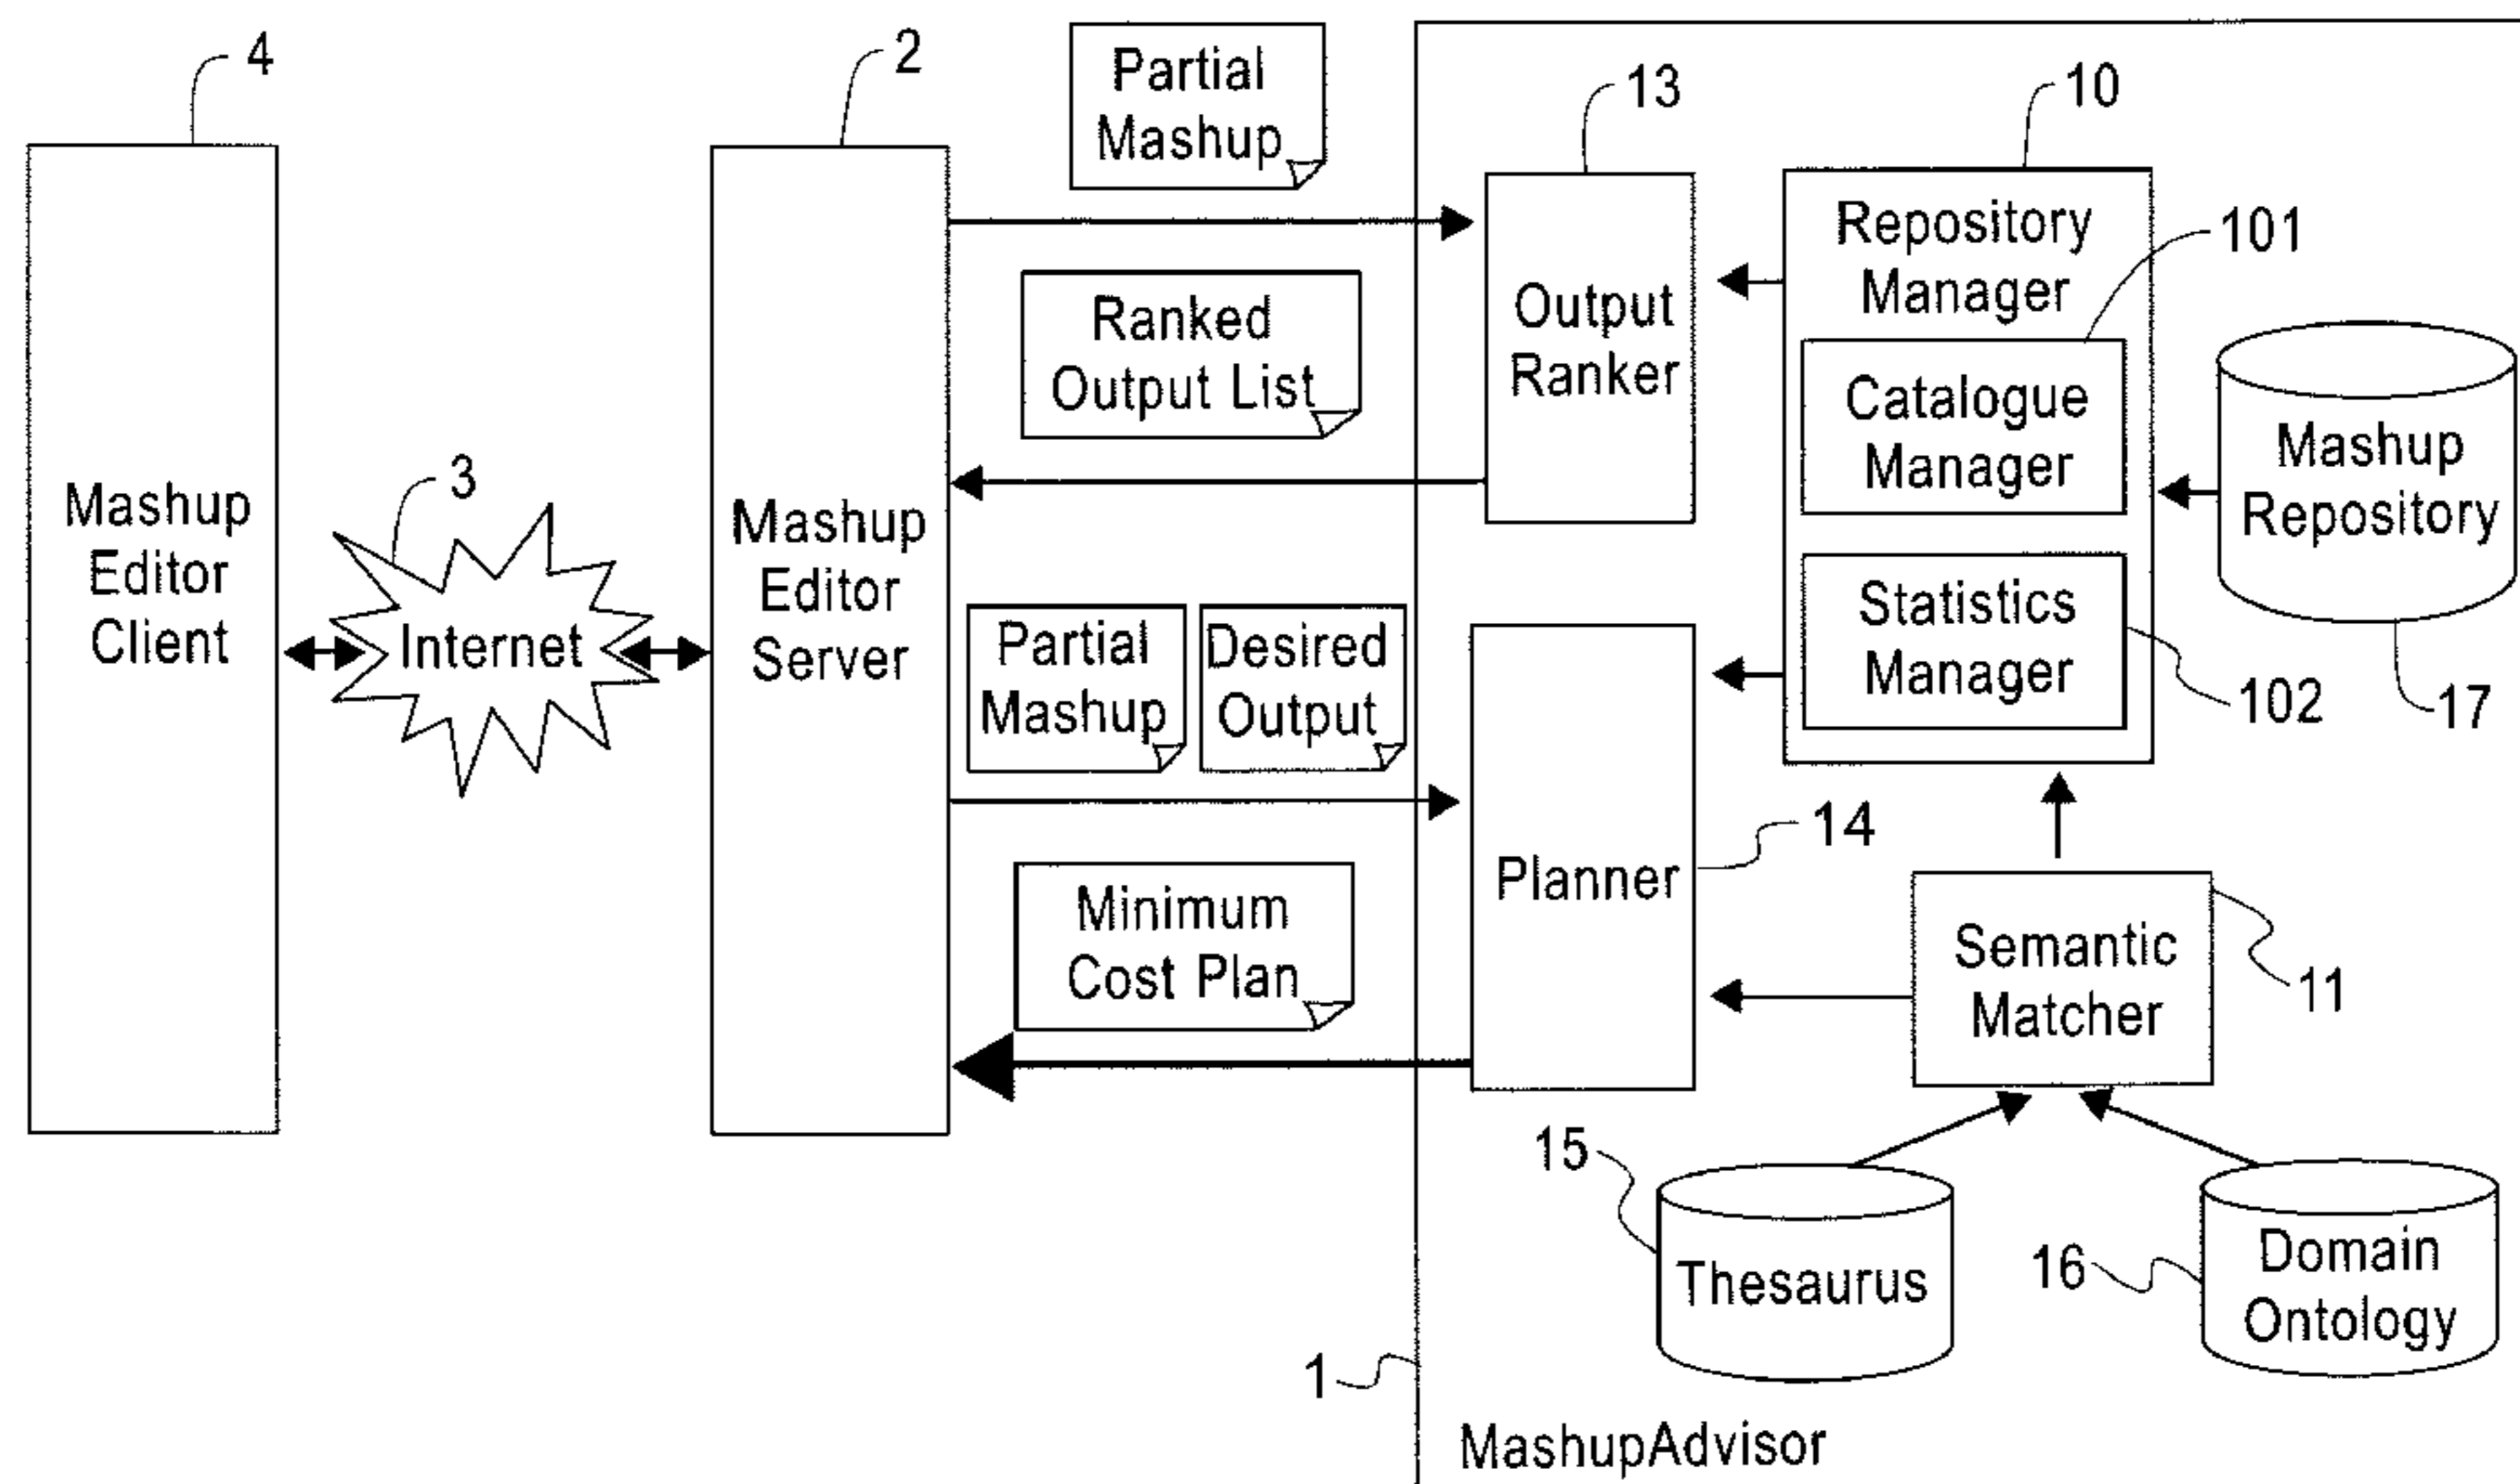 4
2
Partial
Mashup
13
10
Repository
Manager
101
Output
Ranker
Ranked
Output List
Catalogue
Manager
Mashup
Repository
3
Mashup
Editor
Client
Internet
Mashup
Editor
Server
Partial
Mashup
Desired
Output
Statistics
Manager
102
17
14
Planner
Minimum
Cost Plan
Semantic
Matcher
11
15
Thesaurus
16
Domain
Ontology
1
MashupAdvisor